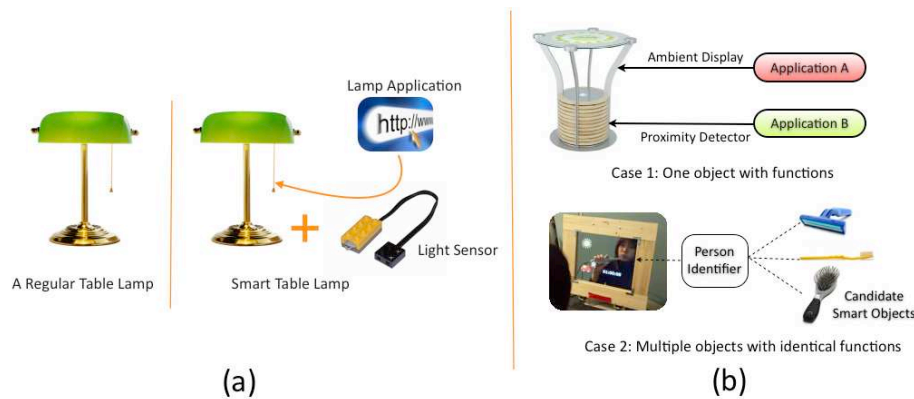 Lamp Application
http://www
Light Sensor
A Regular Table Lamp
Smart Table Lamp
(a)
Ambient Display
Application A
Application B
Proximity Detector
Case 1: One object with functions
Person
Identifier
Candidate
Smart Objects
Case 2: Multiple objects with identical functions
(b)